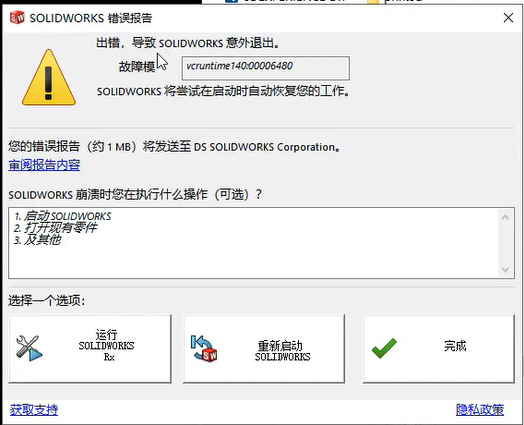 SOLIDWORKS 错误报告
出错，导致 SOLIDWORKS 意外退出。
故障模
vcruntime140:00006480
SOLIDWORKS 将尝试在启动时自动恢复您的工作。
您的错误报告（约 1 MB）将发送至 DS SOLIDWORKS Corporation。
审阅报告内容
SOLIDWORKS 崩溃时您在执行什么操作（可选）？
1. 启动 SOLIDWORKS
2. 打开现有零件
3. 及其他
选择一个选项：
运行
SOLIDWORKS
Rx
重新启动
SOLIDWORKS
完成
获取支持
隐私政策